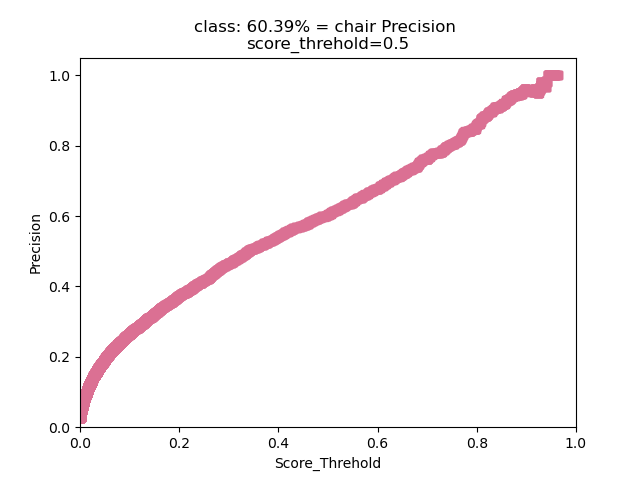 class: 60.39% = chair Precision
score_threhold=0.5
1.0
0.8
0.6
0.4
0.2
0.0
Precision
0.0 0.2 0.4 0.6 0.8 1.0
Score_Threhold